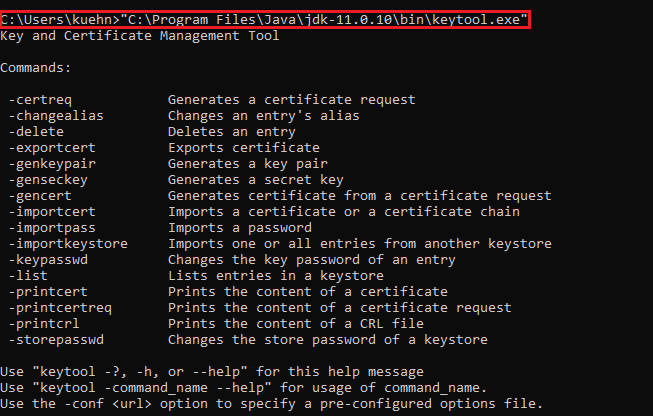 C:\Users\kuehn>"C:\Program Files\Java\jdk-11.0.10\bin\keytool.exe"
Key and Certificate Management Tool
Commands:
-certreq Generates a certificate request
-changealias Changes an entry's alias
-delete Deletes an entry
-exportcert Exports certificate
-genkeypair Generates a key pair
-genseckey Generates a secret key
-gencert Generates certificate from a certificate request
-importcert Imports a certificate or a certificate chain
-importpass Imports a password
-importkeystore Imports one or all entries from another keystore
-keypasswd Changes the key password of an entry
-list Lists entries in a keystore
-printcert Prints the content of a certificate
-printcertreq Prints the content of a certificate request
-printcrl Prints the content of a CRL file
-storepasswd Changes the store password of a keystore
Use "keytool -?, -h, or --help" for this help message
Use "keytool -command_name --help" for usage of command_name.
Use the -conf <url> option to specify a pre-configured options file.